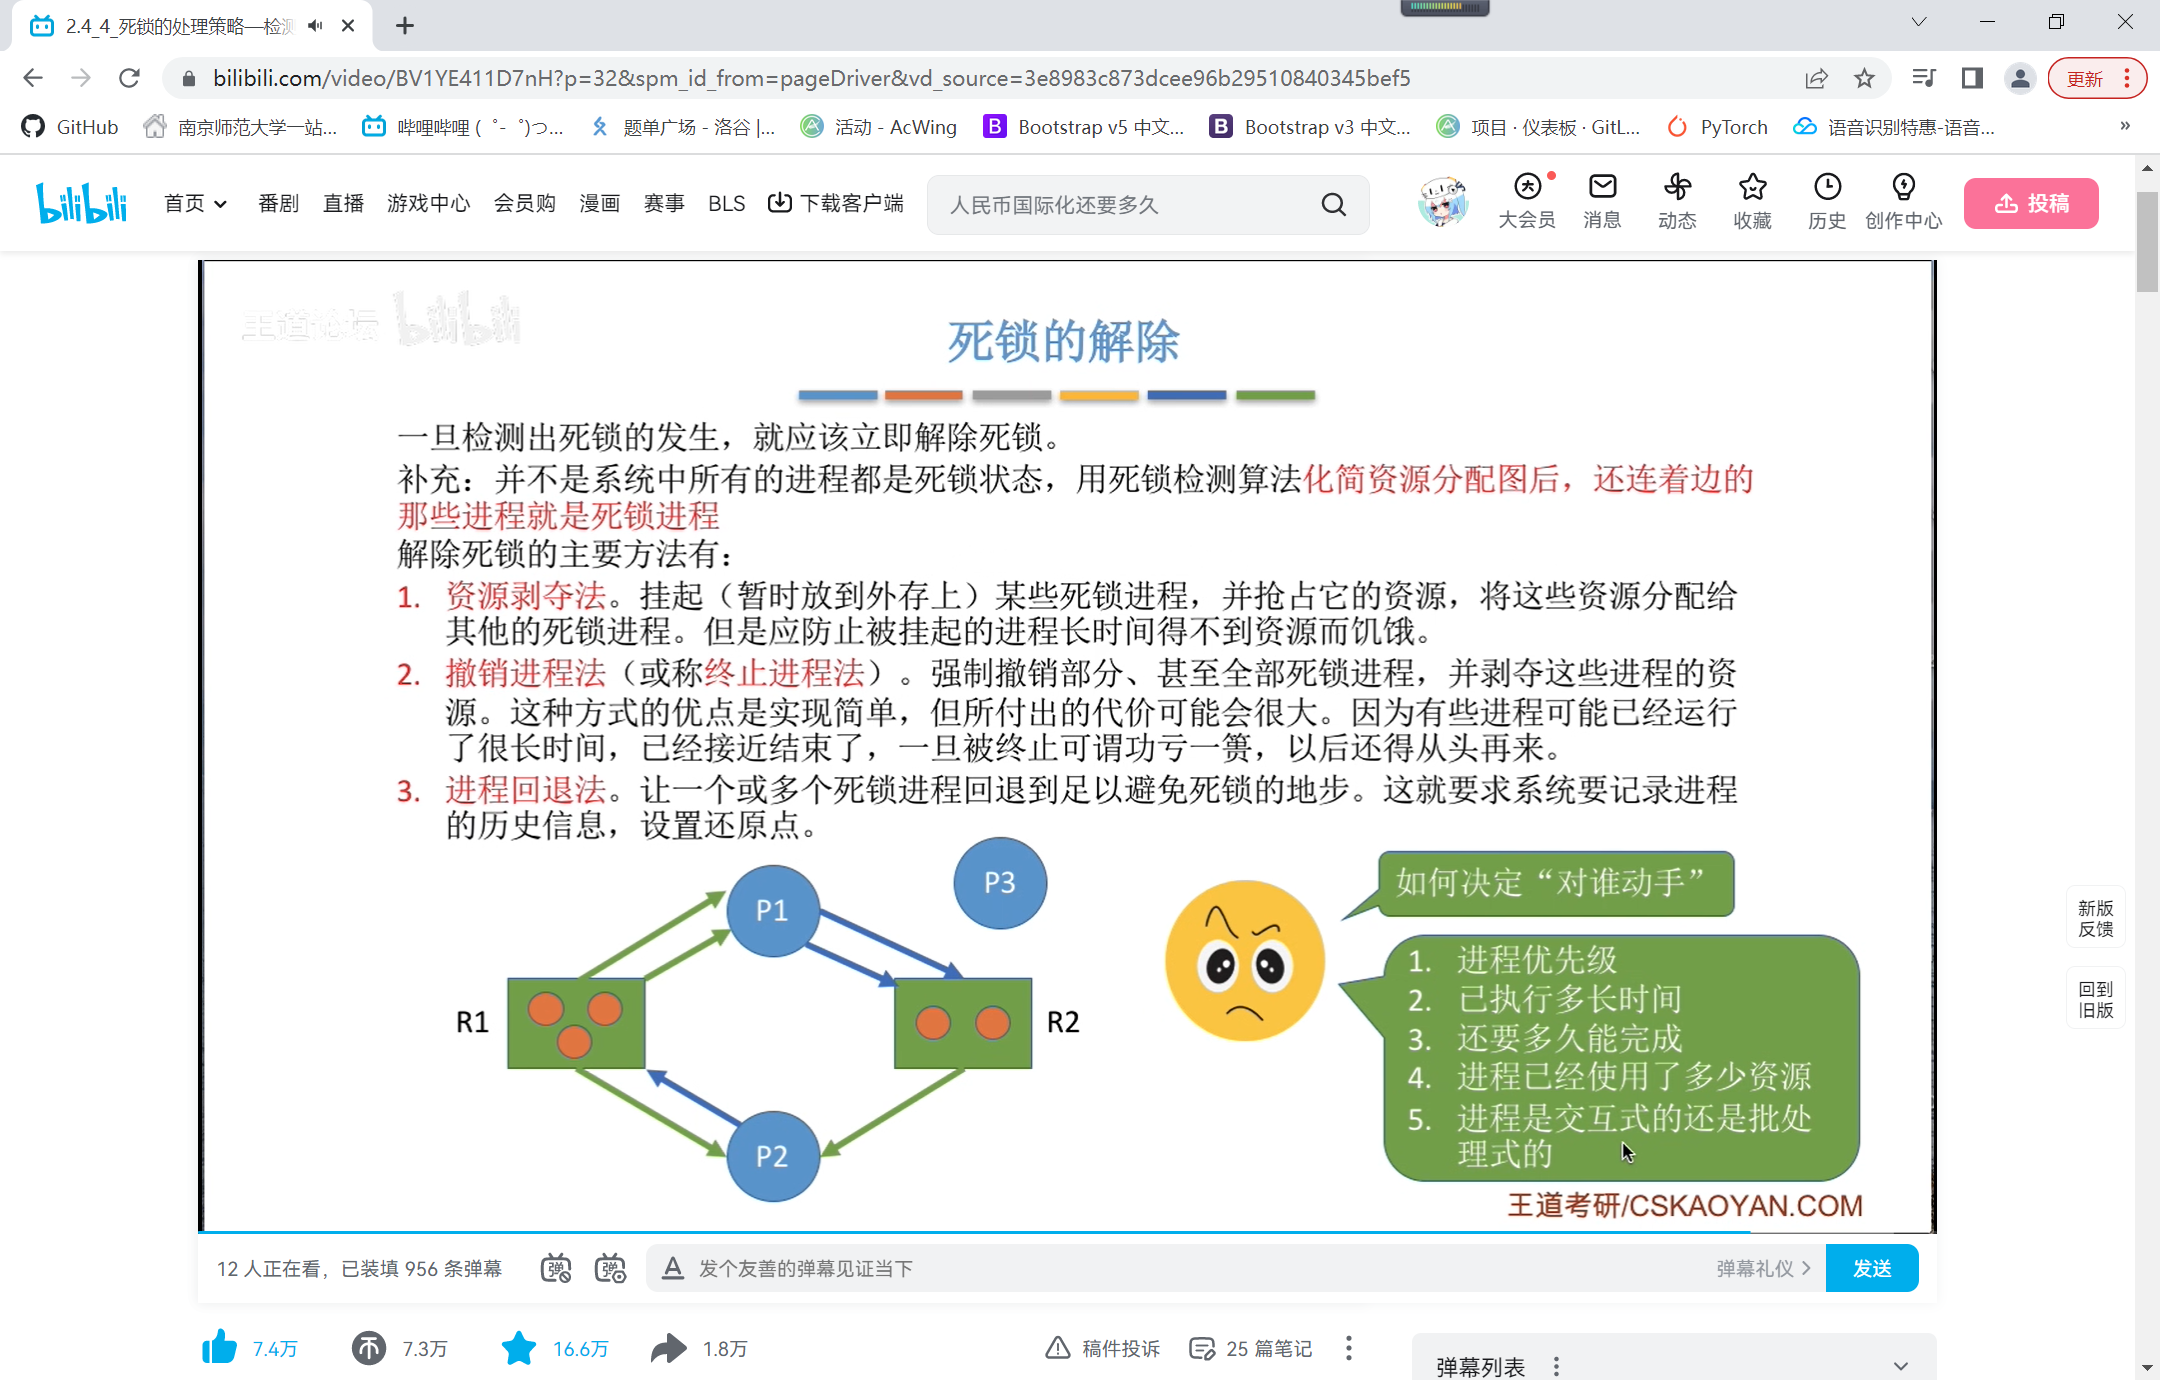 2.4_4_死锁的处理策略—检测
bilibili.com/video/BV1YE411D7nH?p=32&spm_id_from=pageDriver&vd_source=3e8983c873dcee96b29510840345bef5
更新
GitHub
南京师范大学一站...
哔哩哔哩 (゜-゜)つ...
题单广场 - 洛谷 |...
活动 - AcWing
Bootstrap v5 中文...
Bootstrap v3 中文...
项目 · 仪表板 · GitL...
PyTorch
语音识别特惠-语音...
»
bilibili
首页
番剧
直播
游戏中心
会员购
漫画
赛事
BLS
下载客户端
人民币国际化还要多久
大会员
消息
动态
收藏
历史
创作中心
投稿
王道论坛 bilibili
死锁的解除
一旦检测出死锁的发生，就应该立即解除死锁。
补充：并不是系统中所有的进程都是死锁状态，用死锁检测算法化简资源分配图后，还连着边的
那些进程就是死锁进程
解除死锁的主要方法有：
1. 资源剥夺法。挂起（暂时放到外存上）某些死锁进程，并抢占它的资源，将这些资源分配给
其他的死锁进程。但是应防止被挂起的进程长时间得不到资源而饥饿。
2. 撤销进程法（或称终止进程法）。强制撤销部分、甚至全部死锁进程，并剥夺这些进程的资
源。这种方式的优点是实现简单，但所付出的代价可能会很大。因为有些进程可能已经运行
了很长时间，已经接近结束了，一旦被终止可谓功亏一篑，以后还得从头再来。
3. 进程回退法。让一个或多个死锁进程回退到足以避免死锁的地步。这就要求系统要记录进程
的历史信息，设置还原点。
P1
P3
R1
R2
P2
如何决定“对谁动手”
1. 进程优先级
2. 已执行多长时间
3. 还要多久能完成
4. 进程已经使用了多少资源
5. 进程是交互式的还是批处
理式的
王道考研/CSKAOYAN.COM
新版
反馈
回到
旧版
12 人正在看，已装填 956 条弹幕
发个友善的弹幕见证当下
弹幕礼仪
发送
7.4万
7.3万
16.6万
1.8万
稿件投诉
25 篇笔记
弹幕列表